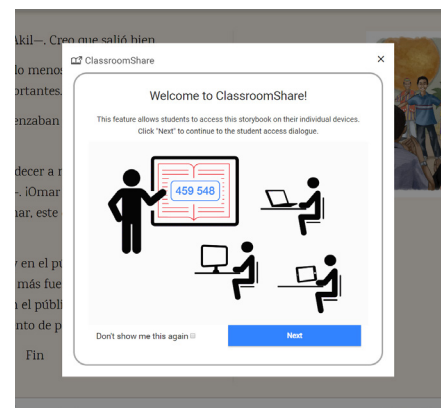 Akil—. Creo que salió bien
lo menos
ClassroomShare
ortantes.
Welcome to ClassroomShare!
This feature allows students to access this storybook on their individual devices.
Click "Next" to continue to the student access dialogue.
enzaban
decer a
459 548
—. ¡Omar
nar, este
y en el pú
más fue
n el públi
nto de p
Don't show me this again
Next
Fin